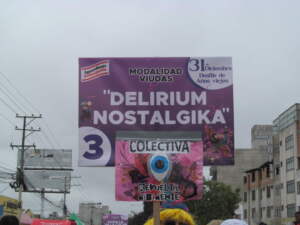 MODALIDAD
VIUDAS
31 Diciembre
Desfile de
Años viejos
"DELIRIUM
NOSTALGIKA"
3
COLECTIVA